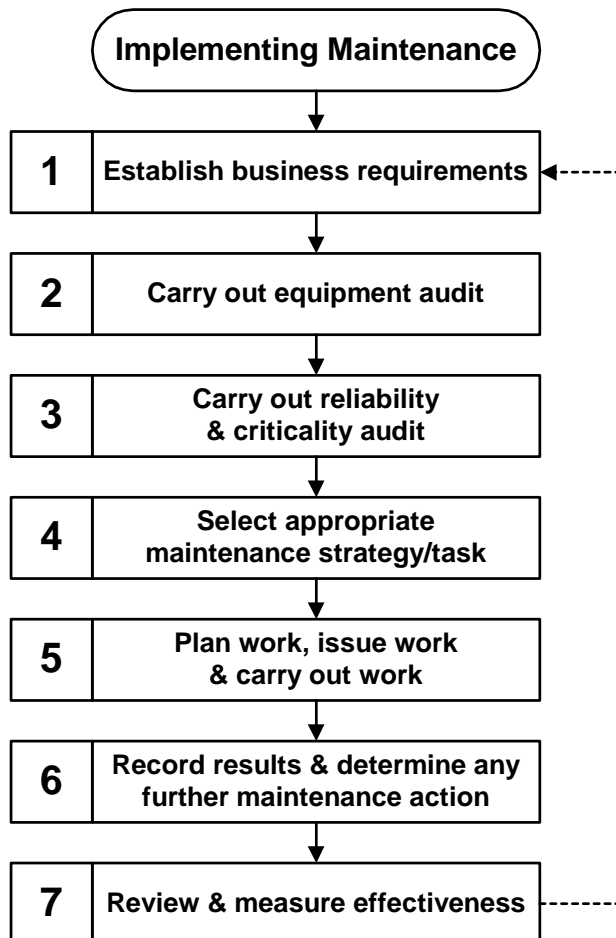 Implementing Maintenance
1 Establish business requirements
2 Carry out equipment audit
3 Carry out reliability
& criticality audit
4 Select appropriate
maintenance strategy/task
5 Plan work, issue work
& carry out work
6 Record results & determine any
further maintenance action
7 Review & measure effectiveness